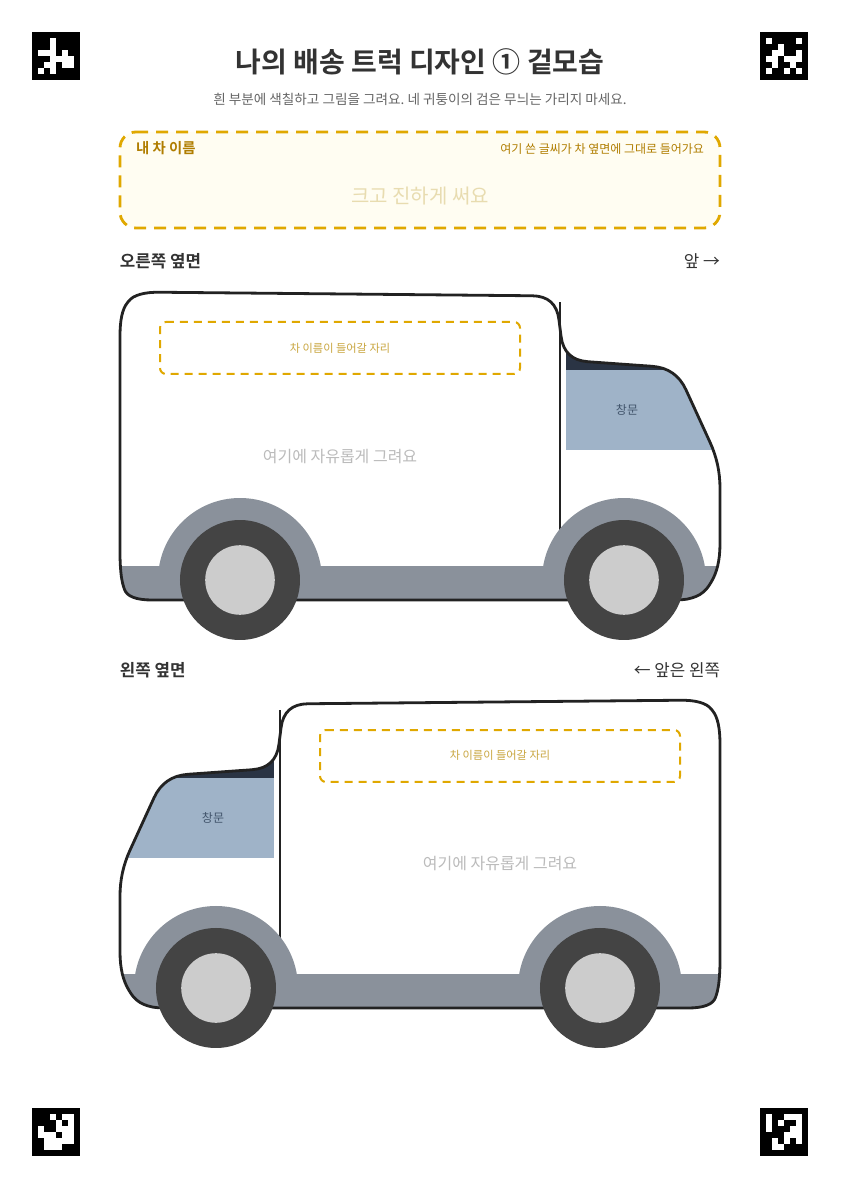 나의 배송 트럭 디자인 ① 겉모습
흰 부분에 색칠하고 그림을 그려요. 네 귀퉁이의 검은 무늬는 가리지 마세요.
내 차 이름
여기 쓴 글씨가 차 옆면에 그대로 들어가요
크고 진하게 써요
오른쪽 옆면
앞 →
차 이름이 들어갈 자리
창문
여기에 자유롭게 그려요
왼쪽 옆면
← 앞은 왼쪽
차 이름이 들어갈 자리
창문
여기에 자유롭게 그려요